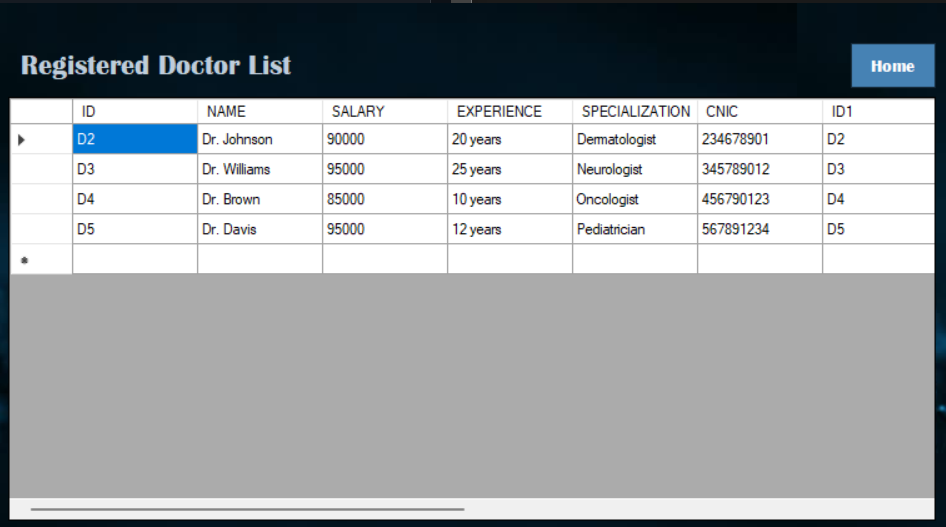 Registered Doctor List
Home
ID NAME SALARY EXPERIENCE SPECIALIZATION CNIC ID1
D2 Dr. Johnson 90000 20 years Dermatologist 234678901 D2
D3 Dr. Williams 95000 25 years Neurologist 345789012 D3
D4 Dr. Brown 85000 10 years Oncologist 456790123 D4
D5 Dr. Davis 95000 12 years Pediatrician 567891234 D5